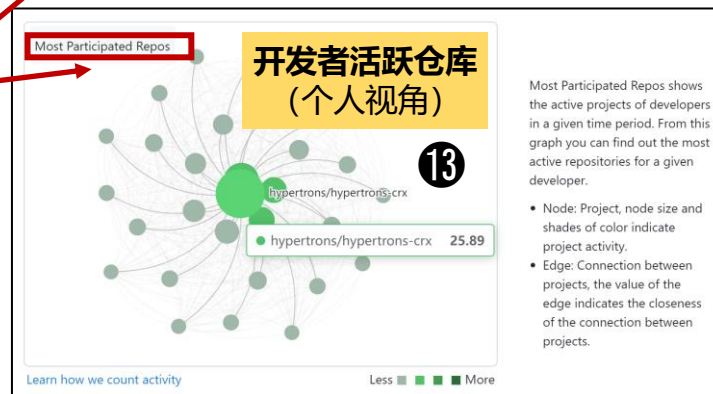 Most Participated Repos
开发者活跃仓库
（个人视角）
⓭
hypertrons/hypertrons-crx
hypertrons/hypertrons-crx 25.89
Learn how we count activity
Less More
Most Participated Repos shows
the active projects of developers
in a given time period. From this
graph you can find out the most
active repositories for a given
developer.
• Node: Project, node size and
shades of color indicate
project activity.
• Edge: Connection between
projects, the value of the
edge indicates the closeness
of the connection between
projects.